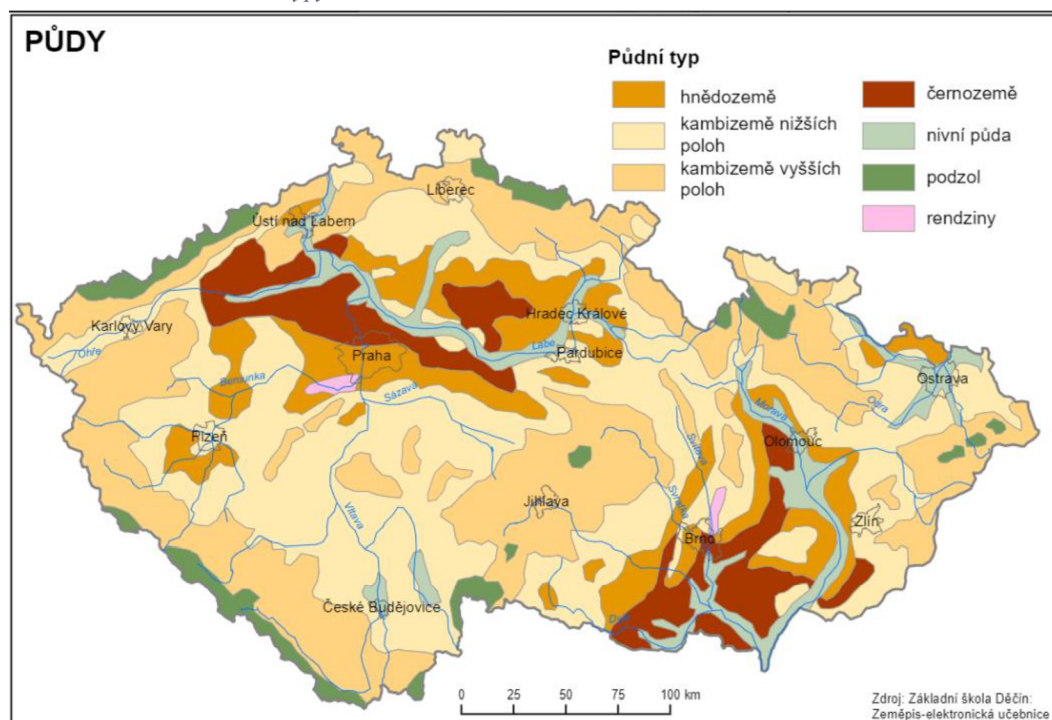 PŮDY
Půdní typ
hnědozemě
kambizemě nižších
poloh
kambizemě vyšších
poloh
černozemě
nivní půda
podzol
rendziny
Liberec
Ústí nad Labem
Karlovy Vary
Ohře
Praha
Hradec Králové
Labe
Pardubice
Berounka
Sázava
Plzeň
Ostrava
Odra
Morava
Olomouc
Svitava
Svratka
Jihlava
Vltava
Zlín
Brno
České Budějovice
Dyje
0 25 50 75 100 km
Zdroj: Základní škola Děčín:
Zeměpis-elektronická učebnice